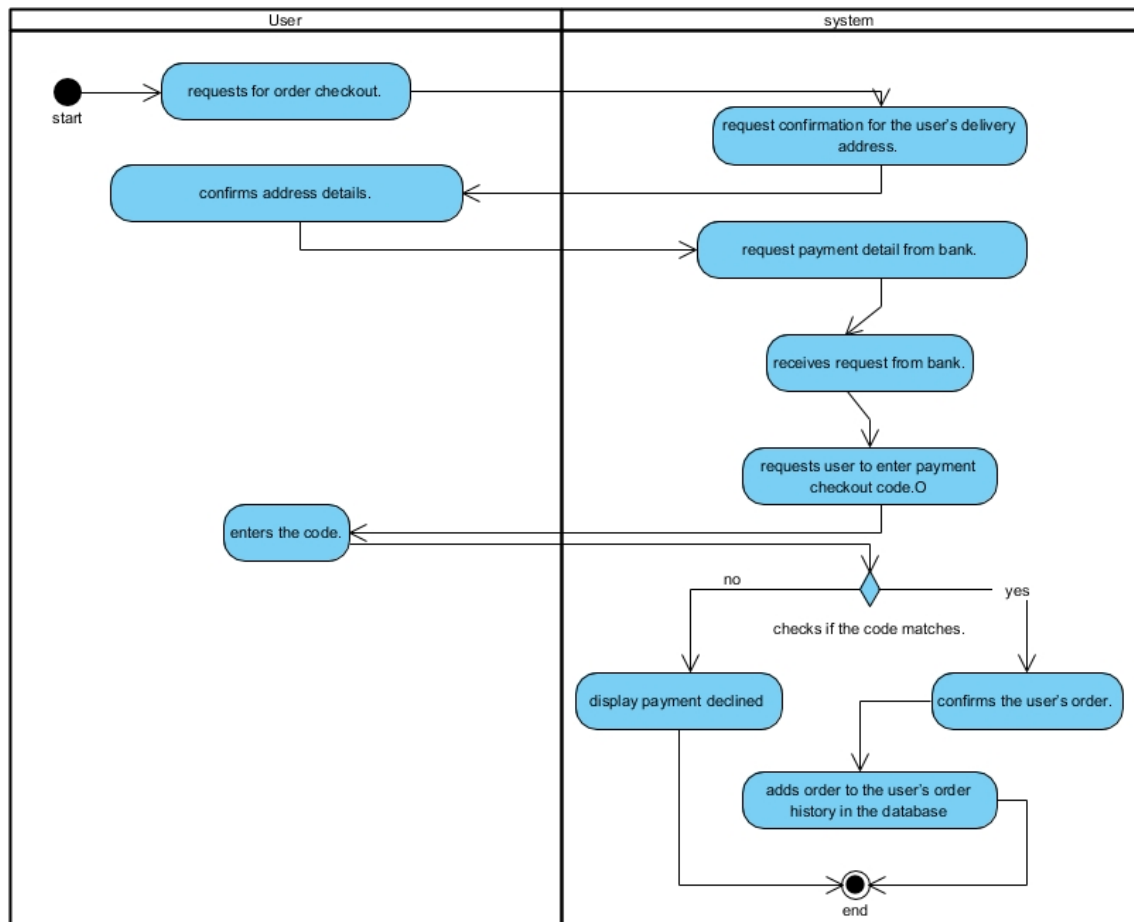 User
system
requests for order checkout.
start
request confirmation for the user's delivery
address.
confirms address details.
request payment detail from bank.
receives request from bank.
requests user to enter payment
checkout code.O
enters the code.
no
yes
checks if the code matches.
display payment declined
confirms the user's order.
adds order to the user's order
history in the database
end